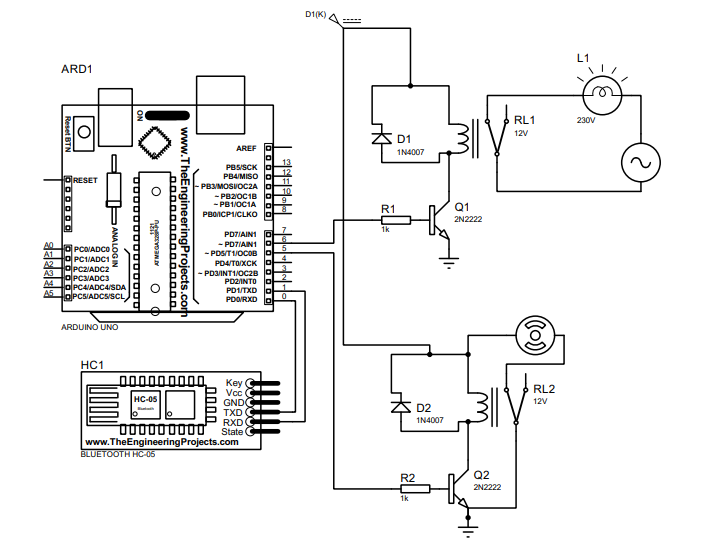 D1(K)
ARD1
ON
Reset BTN
www.TheEngineeringProjects.com
ANALOG IN
RESET
AREF
PB5/SCK 13
PB4/MISO 12
~ PB3/MOSI/OC2A 11
~ PB2/OC1B 10
~ PB1/OC1A 9
PB0/ICP1/CLKO 8
PD7/AIN1 7
~ PD7/AIN1 6
~ PD5/T1/OC0B 5
PD4/T0/XCK 4
~ PD3/INT1/OC2B 3
PD2/INT0 2
PD1/TXD 1
PD0/RXD 0
A0 PC0/ADC0
A1 PC1/ADC1
A2 PC2/ADC2
A3 PC3/ADC3
A4 PC4/ADC4/SDA
A5 PC5/ADC5/SCL
ARDUINO UNO
HC1
HC-05
Bluetooth
Key
Vcc
GND
TXD
RXD
State
www.TheEngineeringProjects.com
BLUETOOTH HC-05
D1
1N4007
RL1
12V
L1
230V
R1
1k
Q1
2N2222
D2
1N4007
RL2
12V
R2
1k
Q2
2N2222